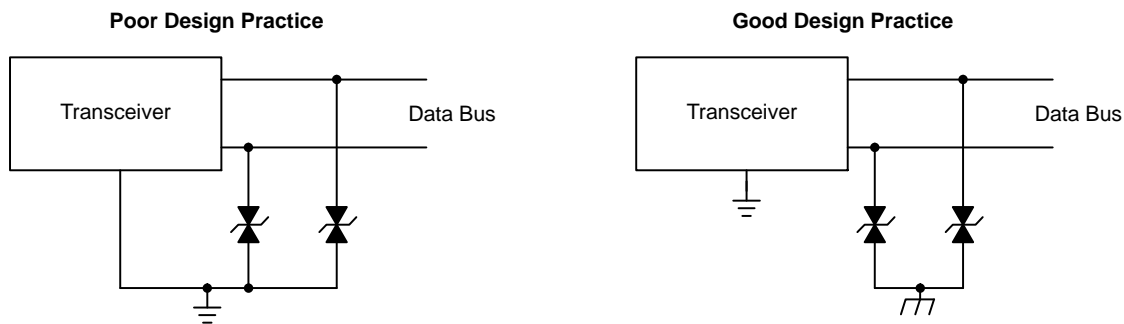 Poor Design Practice
Good Design Practice
Transceiver
Data Bus
Transceiver
Data Bus